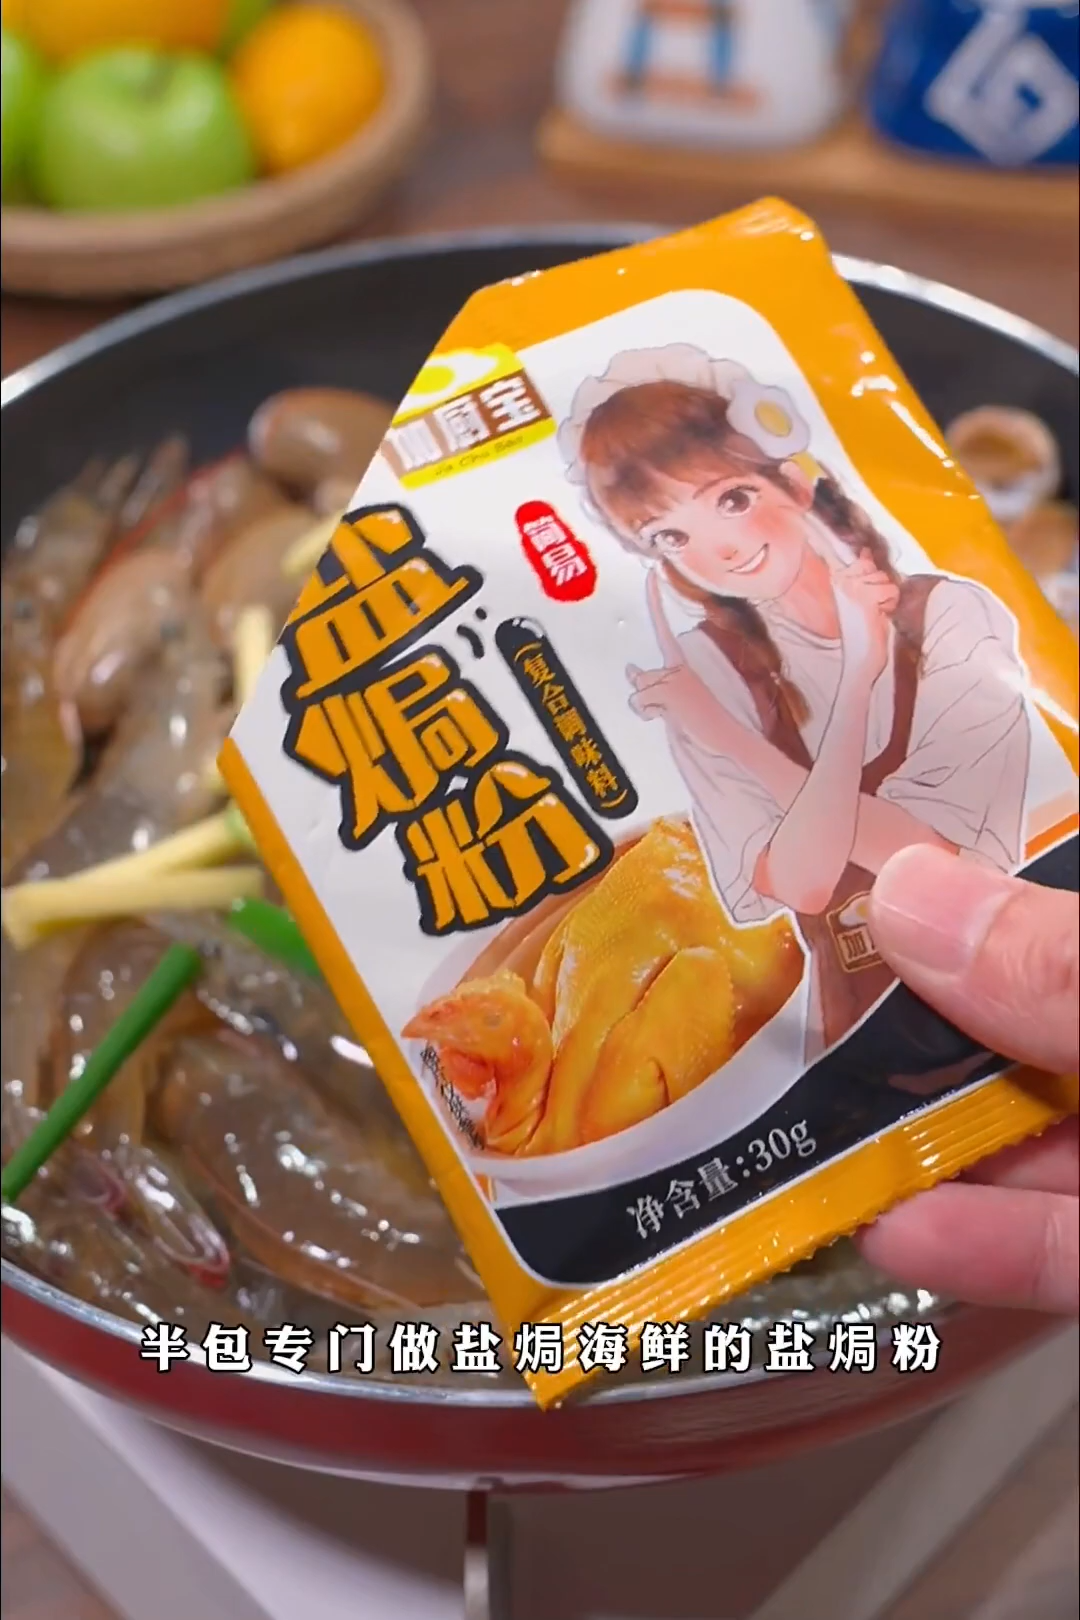 加厨宝
Jia Chu Bao
简易
盐焗粉
（复合调味料）
净含量:30g
半包专门做盐焗海鲜的盐焗粉